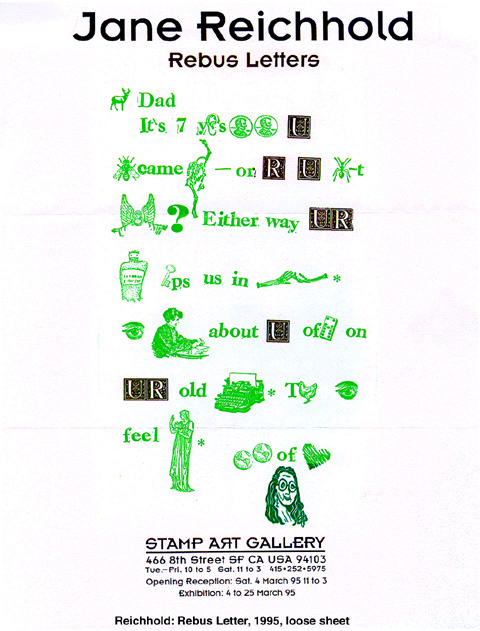 Jane Reichhold
Rebus Letters
Dad
It's 7 U
came – or R U -t
? Either way UR
ps us in *
about U of on
UR old * T
feel *
of
STAMP ART GALLERY
466 8th Street SF CA USA 94103
Tue.- Fri. 10 to 5 Sat. 11 to 3 415•252•5975
Opening Reception: Sat. 4 March 95 11 to 3
Exhibition: 4 to 25 March 95
Reichhold: Rebus Letter, 1995, loose sheet